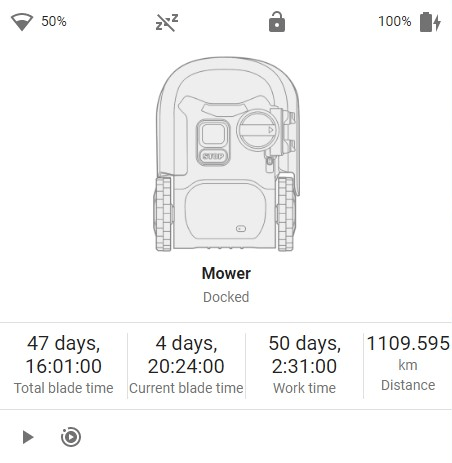 50%
100%
STOP
Mower
Docked
47 days,
16:01:00
Total blade time
4 days,
20:24:00
Current blade time
50 days,
2:31:00
Work time
1109.595
km
Distance